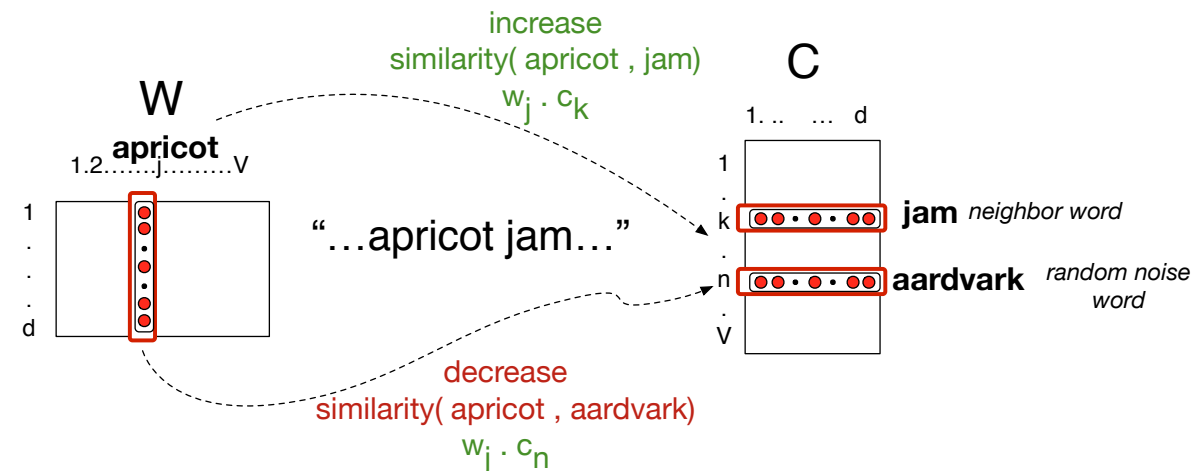 increase
similarity( apricot , jam)
wj . ck
W
apricot
1.2…….j………V
1
.
.
.
d
“…apricot jam…”
C
1. .. … d
1
.
k
.
n
.
V
jam neighbor word
aardvark random noise
word
decrease
similarity( apricot , aardvark)
wj . cn